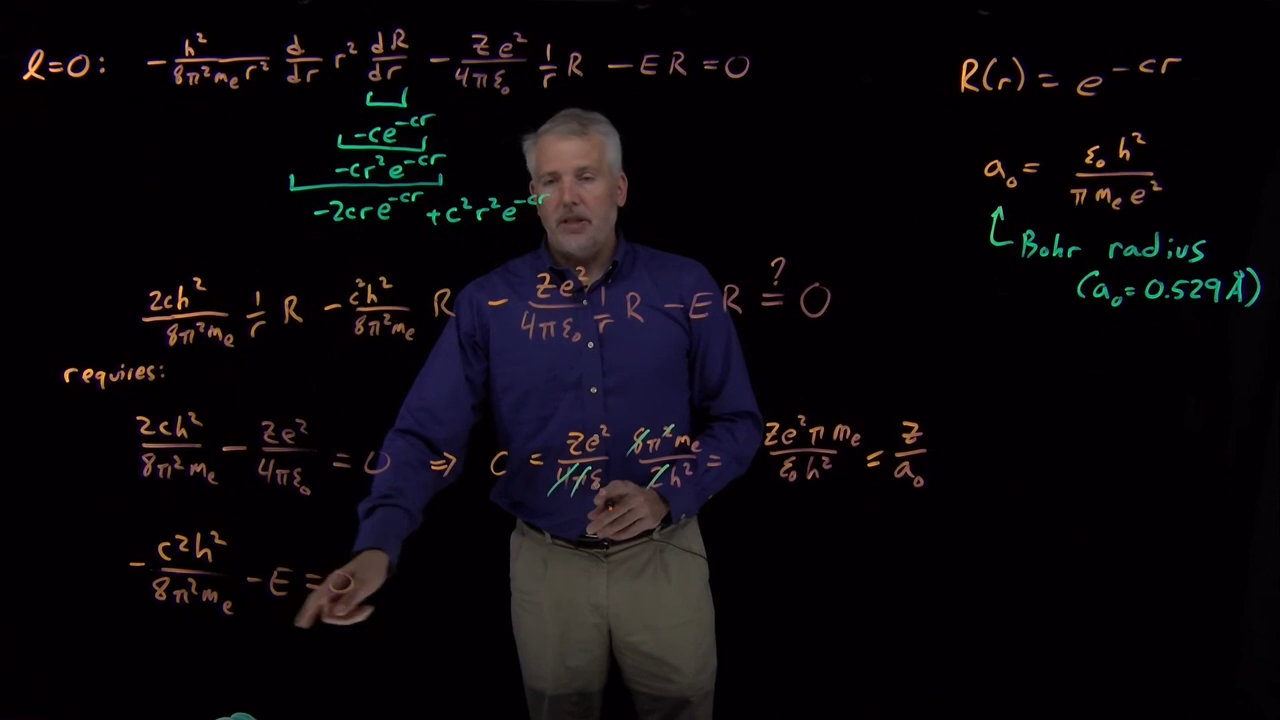 l=0: -h²/8π²mₑr² d/dr r² dR/dr - Ze²/4πε₀ 1/r R - ER = 0
-ce^-cr
-cr²e^-cr
-2cre^-cr + c²r²e^-cr
R(r) = e^-cr
a₀ = ε₀h²/πmₑe²
Bohr radius
(a₀ = 0.529 Å)
2ch²/8π²mₑ 1/r R - c²h²/8π²mₑ R - Ze²/4πε₀ 1/r R - ER ?= 0
requires:
2ch²/8π²mₑ - Ze²/4πε₀ = 0 ⇒ c = Ze²/4πε 8π²mₑ/2h² = Ze²πmₑ/ε₀h² = Z/a₀
-c²h²/8π²mₑ - E = 0